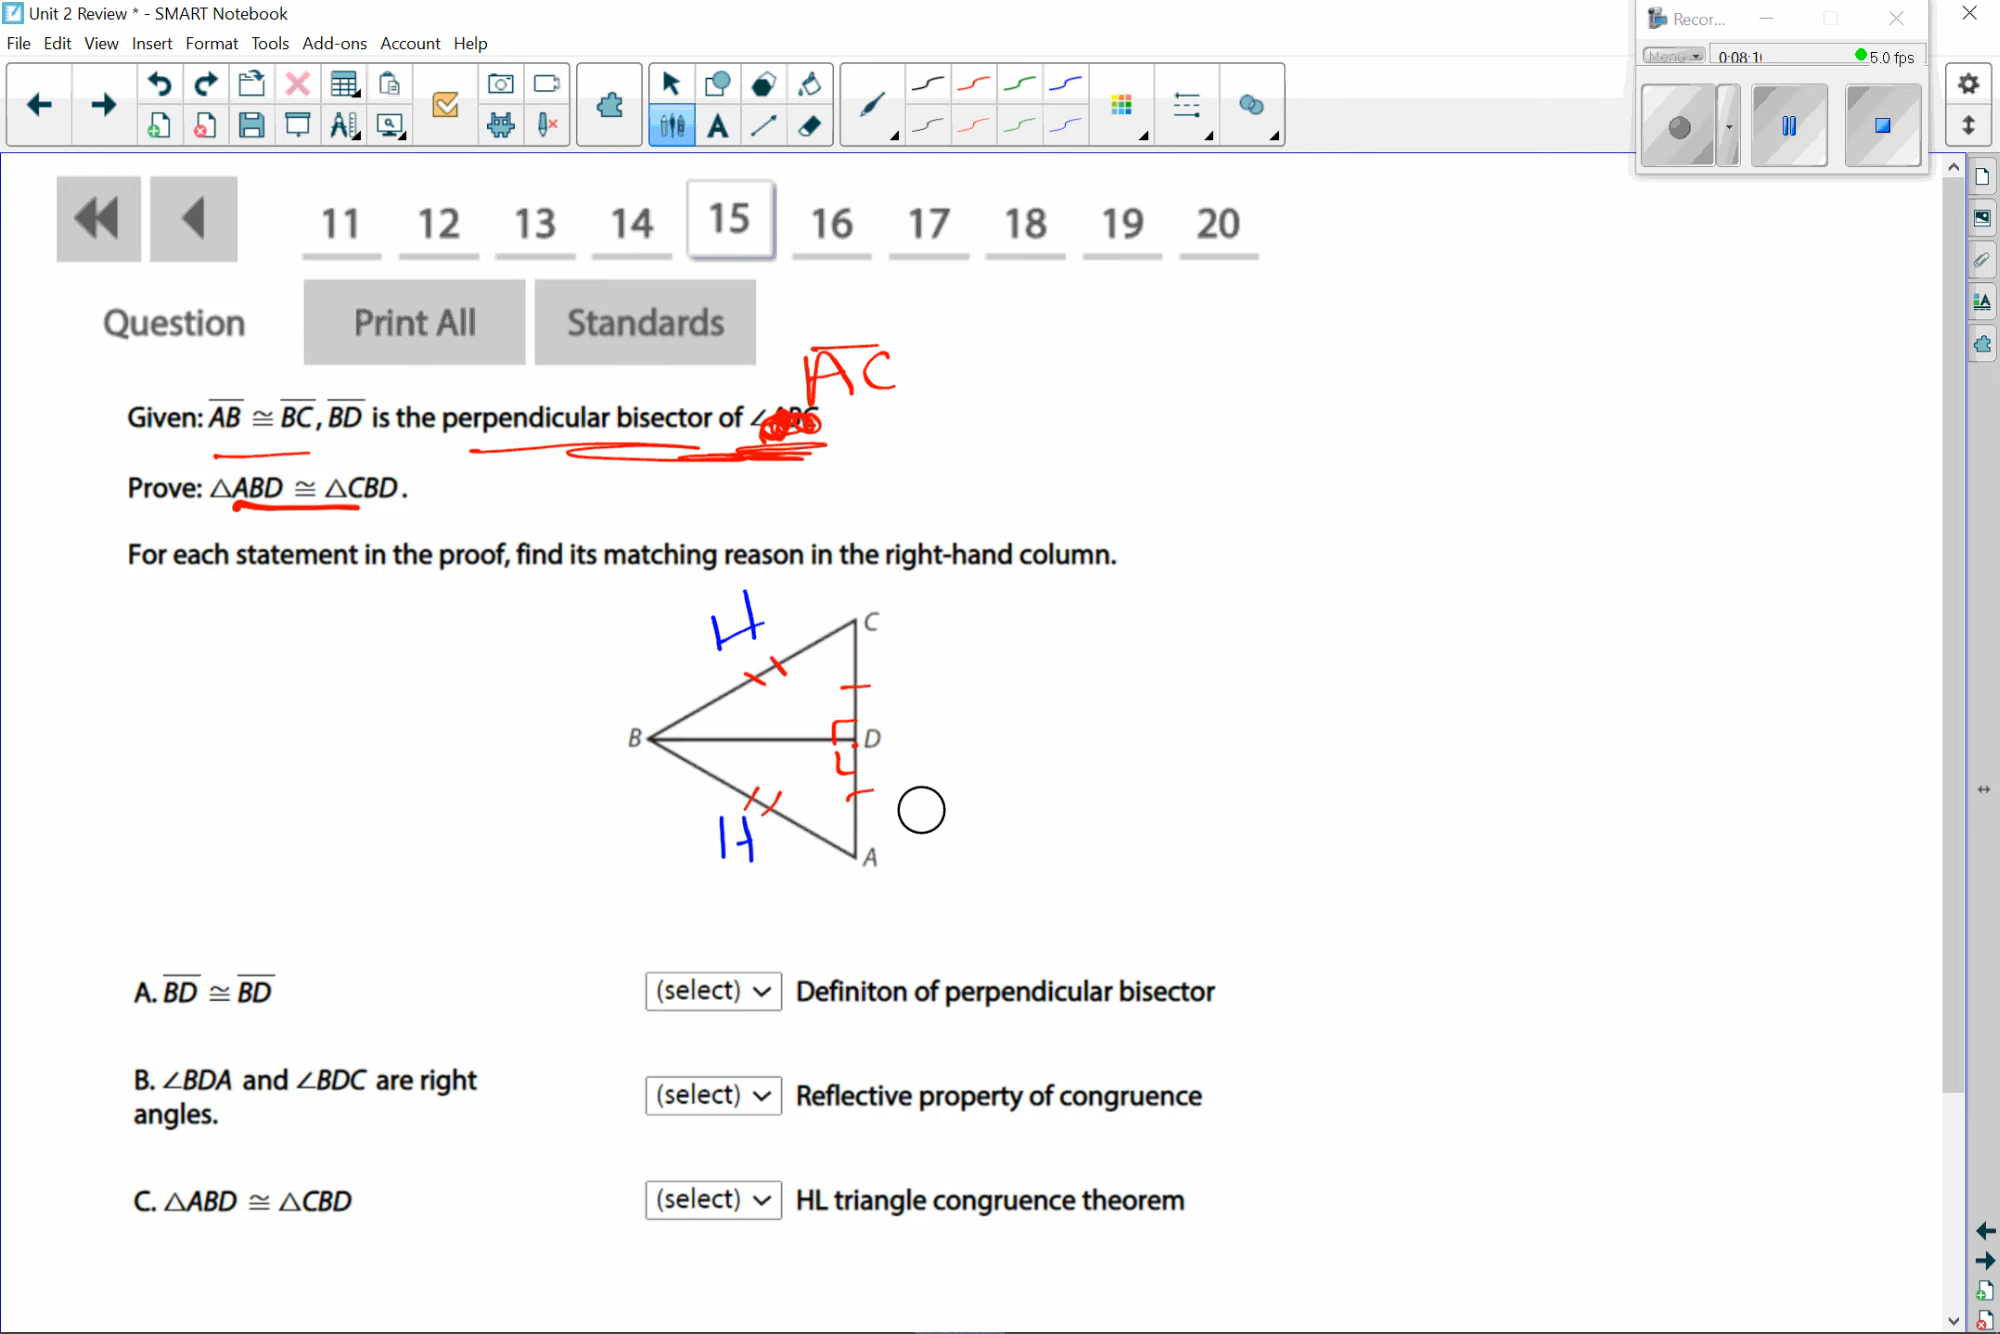 Unit 2 Review * - SMART Notebook
File Edit View Insert Format Tools Add-ons Account Help
Recor...
Menu 0:08:1 5.0 fps
11 12 13 14 15 16 17 18 19 20
Question Print All Standards
AC
Given: AB ≅ BC, BD is the perpendicular bisector of ∠
Prove: △ABD ≅ △CBD.
For each statement in the proof, find its matching reason in the right-hand column.
H
C
B
D
H
A
A. BD ≅ BD (select) Definiton of perpendicular bisector
B. ∠BDA and ∠BDC are right
angles.
(select) Reflective property of congruence
C. △ABD ≅ △CBD (select) HL triangle congruence theorem